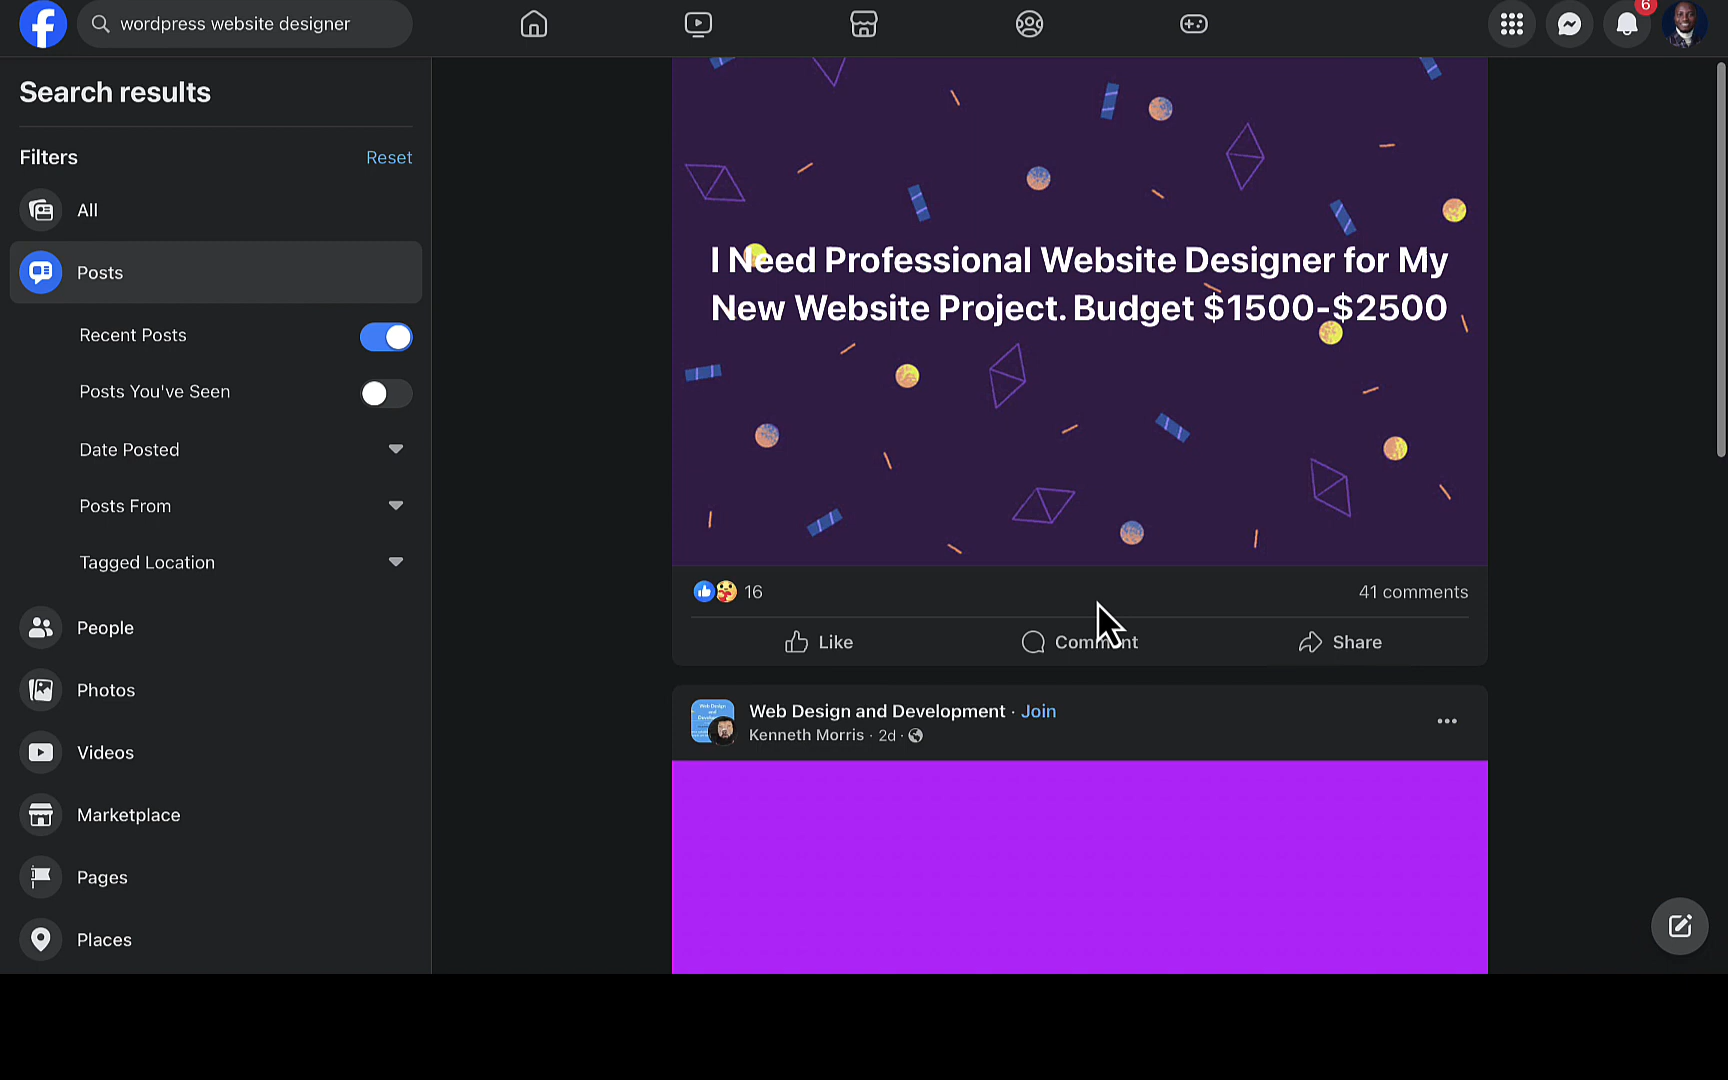 wordpress website designer
6
Search results
Filters
Reset
All
Posts
Recent Posts
Posts You've Seen
Date Posted
Posts From
Tagged Location
People
Photos
Videos
Marketplace
Pages
Places
I Need Professional Website Designer for My
New Website Project. Budget $1500-$2500
16
41 comments
Like
Comment
Share
Web Design and Development · Join
Kenneth Morris · 2d ·